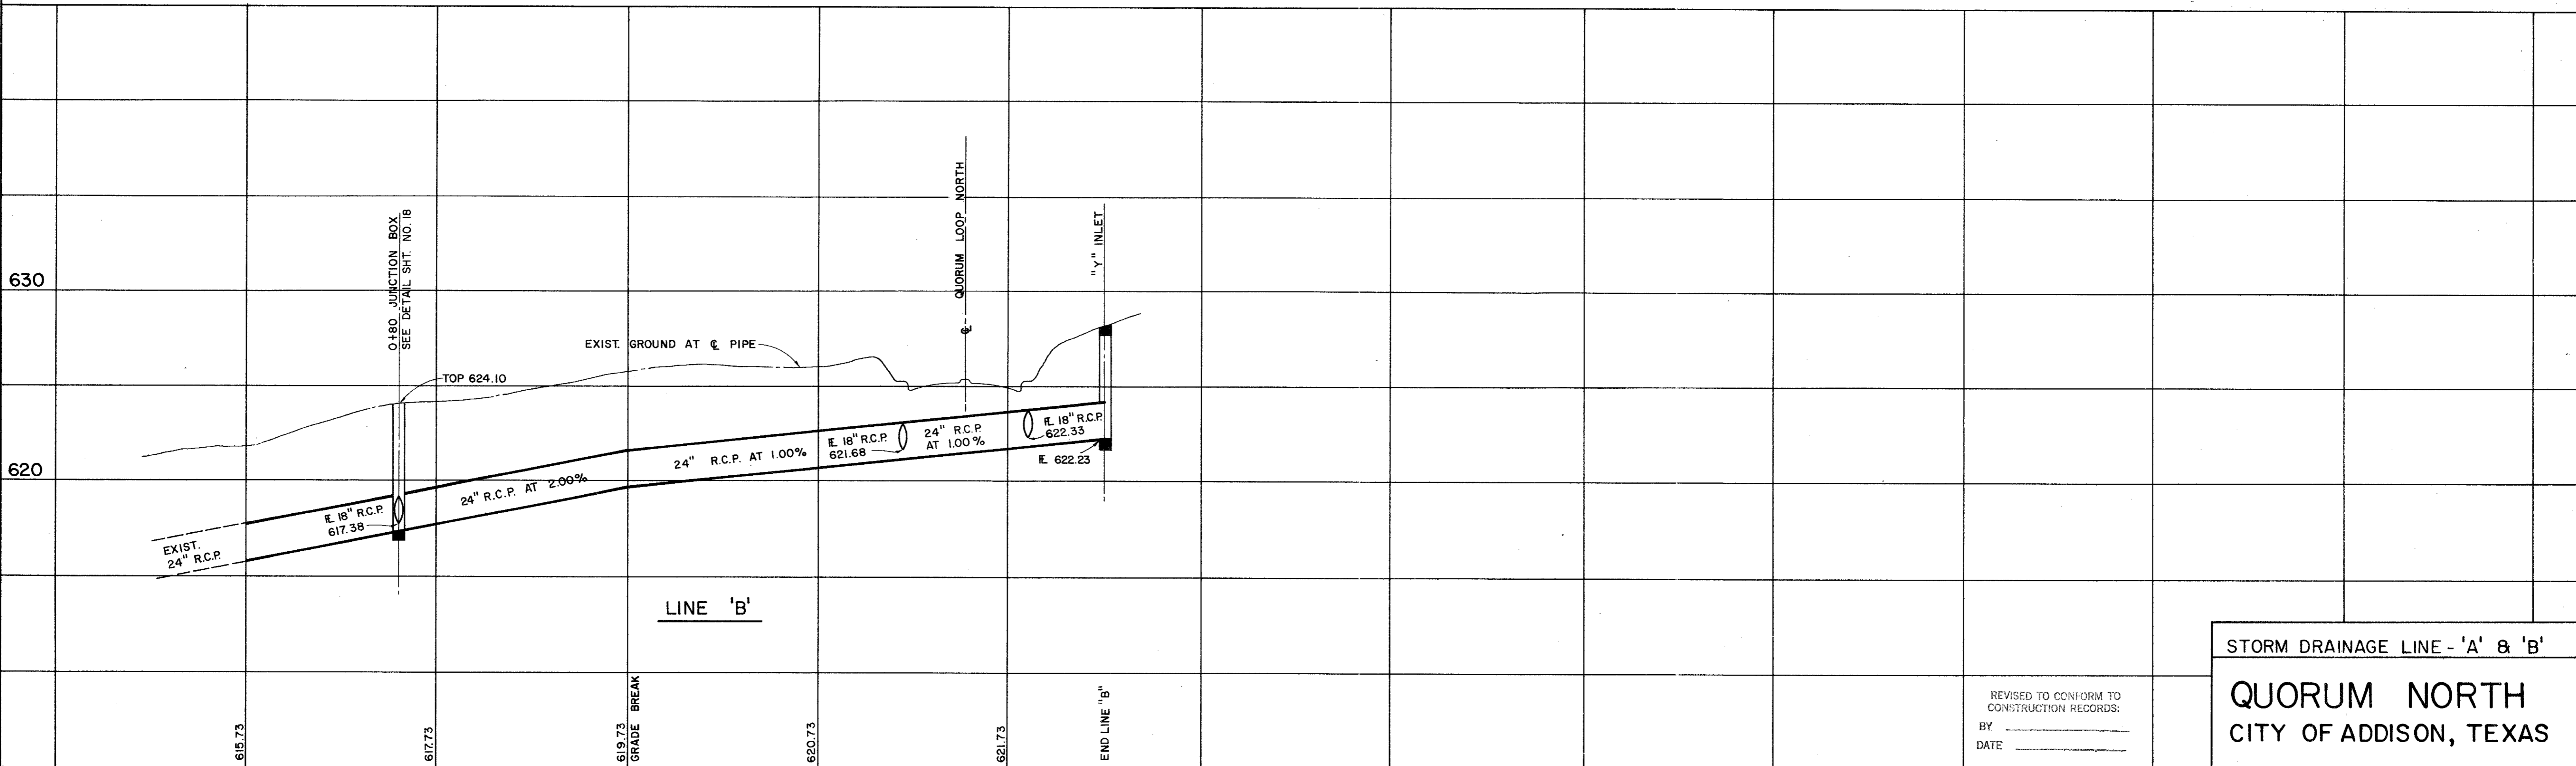 630
620
0+80 JUNCTION BOX
SEE DETAIL SHT. NO. 18
QUORUM LOOP NORTH
℄
"Y" INLET
EXIST. GROUND AT ℄ PIPE
TOP 624.10
EXIST.
24" R.C.P.
FL 18" R.C.P.
617.38
24" R.C.P. AT 2.00%
24" R.C.P. AT 1.00%
FL 18" R.C.P.
621.68
24" R.C.P.
AT 1.00%
FL 18" R.C.P.
622.33
FL 622.23
LINE 'B'
615.73
617.73
619.73
GRADE BREAK
620.73
621.73
END LINE "B"
REVISED TO CONFORM TO
CONSTRUCTION RECORDS:
BY
DATE
STORM DRAINAGE LINE - 'A' & 'B'
QUORUM NORTH
CITY OF ADDISON, TEXAS